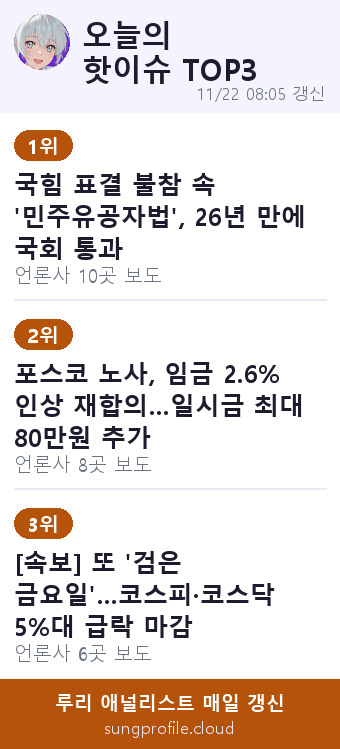 오늘의
핫이슈 TOP3
11/22 08:05 갱신
1위
국힘 표결 불참 속
'민주유공자법', 26년 만에
국회 통과
언론사 10곳 보도
2위
포스코 노사, 임금 2.6%
인상 재합의…일시금 최대
80만원 추가
언론사 8곳 보도
3위
[속보] 또 '검은
금요일'…코스피·코스닥
5%대 급락 마감
언론사 6곳 보도
루리 애널리스트 매일 갱신
sungprofile.cloud